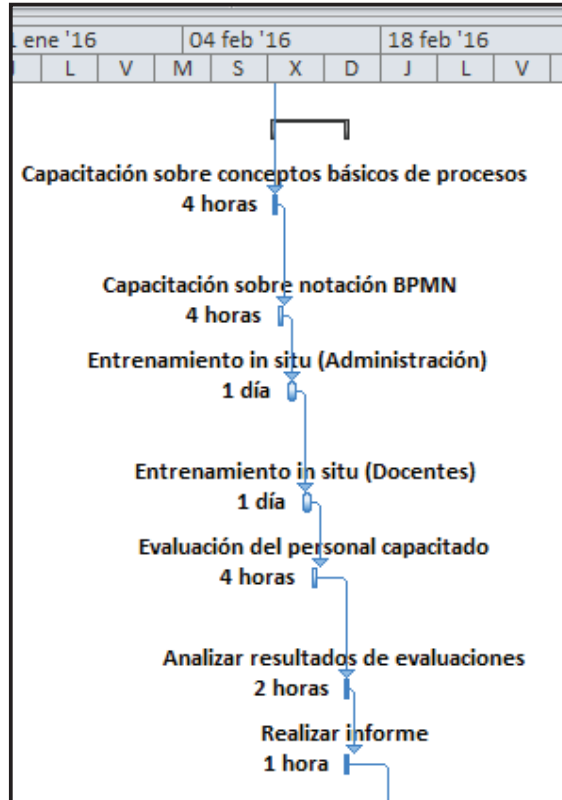 ene '16 04 feb '16 18 feb '16
L V M S X D J L V
Capacitación sobre conceptos básicos de procesos
4 horas
Capacitación sobre notación BPMN
4 horas
Entrenamiento in situ (Administración)
1 día
Entrenamiento in situ (Docentes)
1 día
Evaluación del personal capacitado
4 horas
Analizar resultados de evaluaciones
2 horas
Realizar informe
1 hora